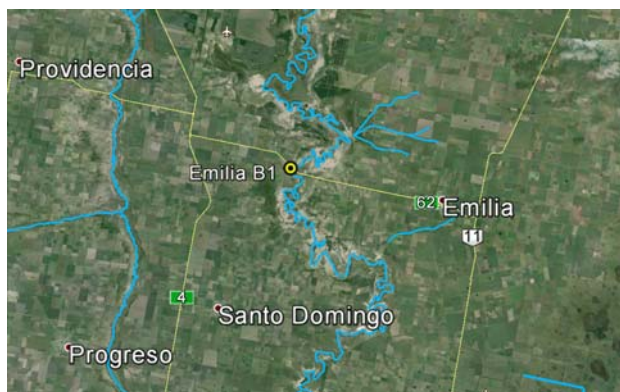 Providencia
Emilia B1
62
Emilia
11
4
Santo Domingo
Progreso